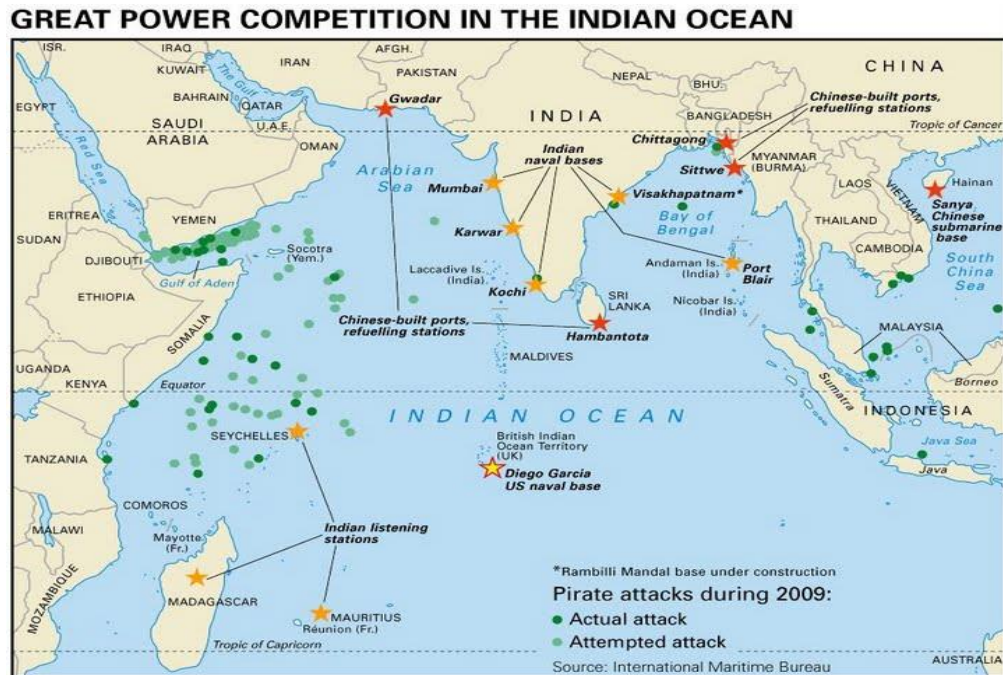 GREAT POWER COMPETITION IN THE INDIAN OCEAN
ISR.
IRAQ
KUWAIT
IRAN
AFGH.
PAKISTAN
NEPAL
BHU.
CHINA
EGYPT
BAHRAIN
The Gulf
QATAR
U.A.E.
SAUDI
ARABIA
OMAN
Red Sea
Gwadar
INDIA
BANGLADESH
Chinese-built ports,
refuelling stations
Tropic of Cancer
Chittagong
Sittwe
MYANMAR
(BURMA)
Arabian
Sea
Indian
naval bases
Mumbai
Visakhapatnam*
Bay of
Bengal
LAOS
VIETNAM
Hainan
Sanya
Chinese
submarine
base
THAILAND
CAMBODIA
South
China
Sea
ERITREA
YEMEN
SUDAN
DJIBOUTI
Gulf of Aden
Socotra
(Yem.)
Karwar
Laccadive Is.
(India)
Kochi
Andaman Is.
(India)
Port
Blair
Nicobar Is.
(India)
ETHIOPIA
SOMALIA
Chinese-built ports,
refuelling stations
SRI
LANKA
Hambantota
MALDIVES
MALAYSIA
UGANDA
KENYA
Equator
Sumatra
Borneo
INDIAN OCEAN
INDONESIA
SEYCHELLES
British Indian
Ocean Territory
(UK)
Diego Garcia
US naval base
Java Sea
Java
TANZANIA
COMOROS
Mayotte
(Fr.)
MALAWI
MOZAMBIQUE
Indian listening
stations
MADAGASCAR
MAURITIUS
Réunion (Fr.)
Tropic of Capricorn
*Rambilli Mandal base under construction
Pirate attacks during 2009:
Actual attack
Attempted attack
Source: International Maritime Bureau
AUSTRALIA